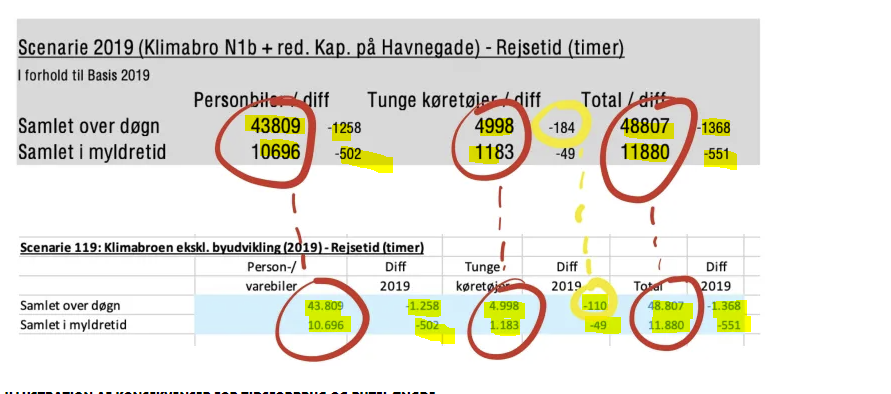 Scenarie 2019 (Klimabro N1b + red. Kap. på Havnegade) - Rejsetid (timer)
I forhold til Basis 2019
Personbiler / diff Tunge køretøjer / diff Total / diff
Samlet over døgn 43809 -1258 4998 -184 48807 -1368
Samlet i myldretid 10696 -502 1183 -49 11880 -551
Scenarie 119: Klimabroen ekskl. byudvikling (2019) - Rejsetid (timer)
Person-/ Diff Tunge Diff Diff
varebiler 2019 køretøjer 2019 Total 2019
Samlet over døgn 43.809 -1.258 4.998 -110 48.807 -1.368
Samlet i myldretid 10.696 -502 1.183 -49 11.880 -551